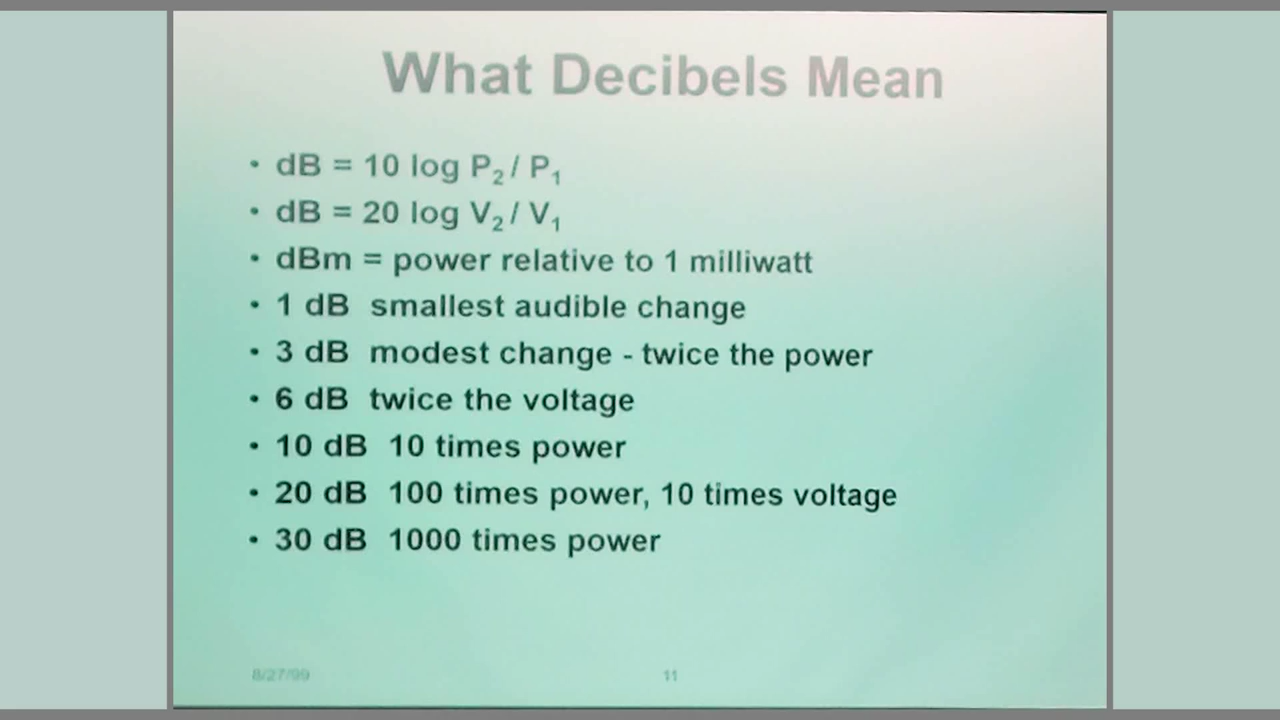 What Decibels Mean
• dB = 10 log P₂ / P₁
• dB = 20 log V₂ / V₁
• dBm = power relative to 1 milliwatt
• 1 dB smallest audible change
• 3 dB modest change - twice the power
• 6 dB twice the voltage
• 10 dB 10 times power
• 20 dB 100 times power, 10 times voltage
• 30 dB 1000 times power
8/27/99 11